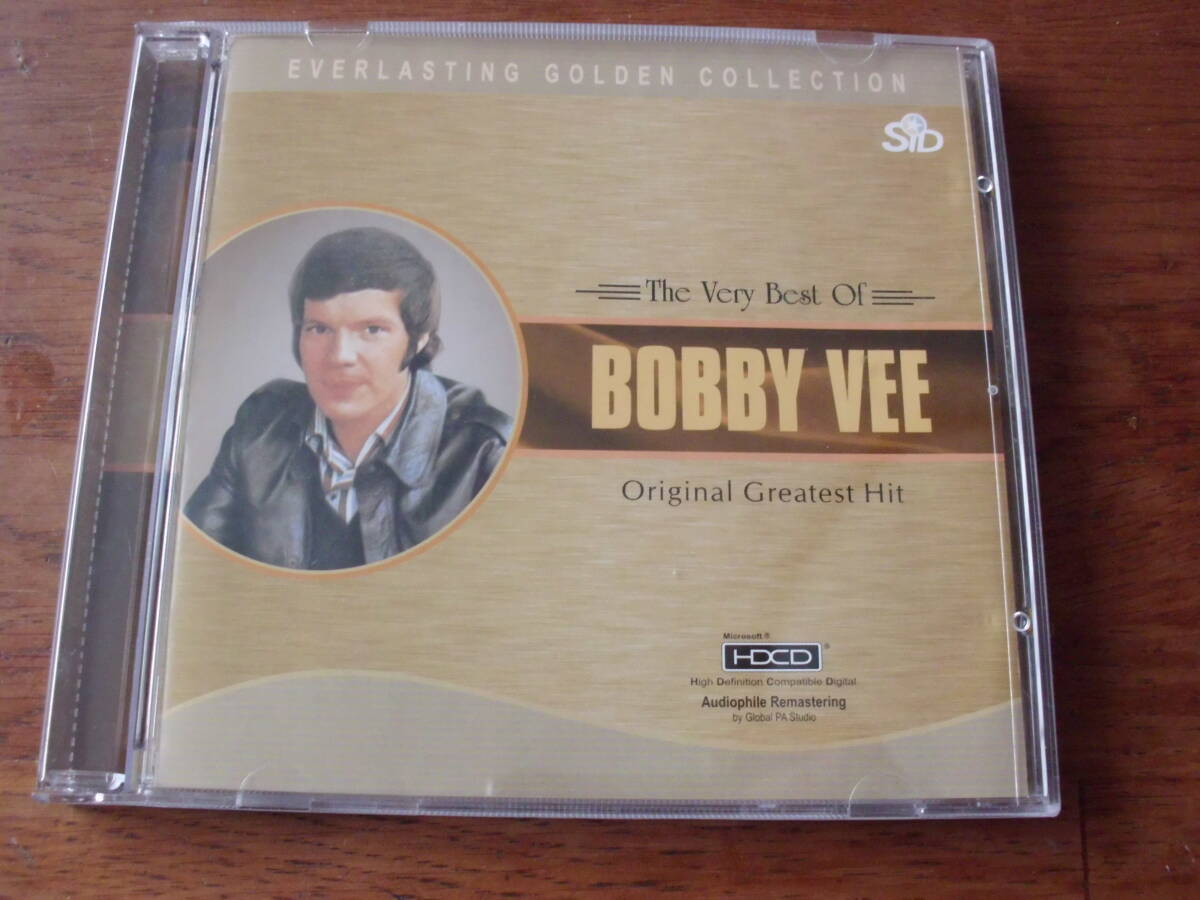 EVERLASTING GOLDEN COLLECTION
SID
The Very Best Of
BOBBY VEE
Original Greatest Hit
Microsoft®
HDCD®
High Definition Compatible Digital
Audiophile Remastering
by Global PA Studio